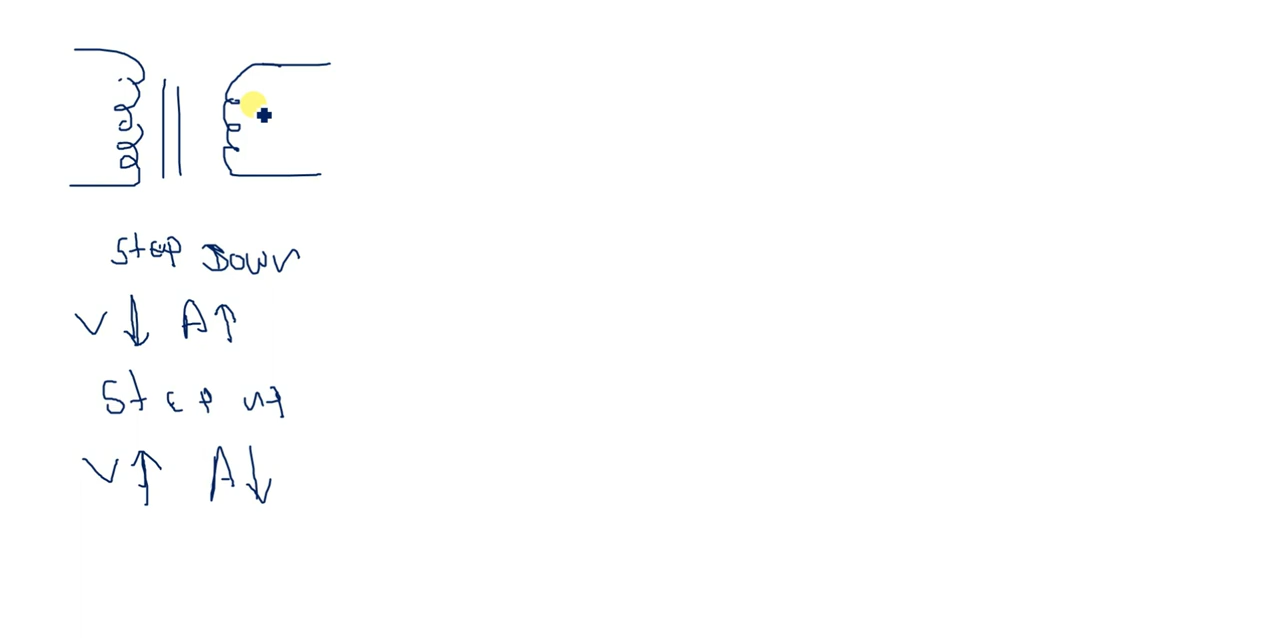 Step Down
V↓ A↑
Step up
V↑ A↓